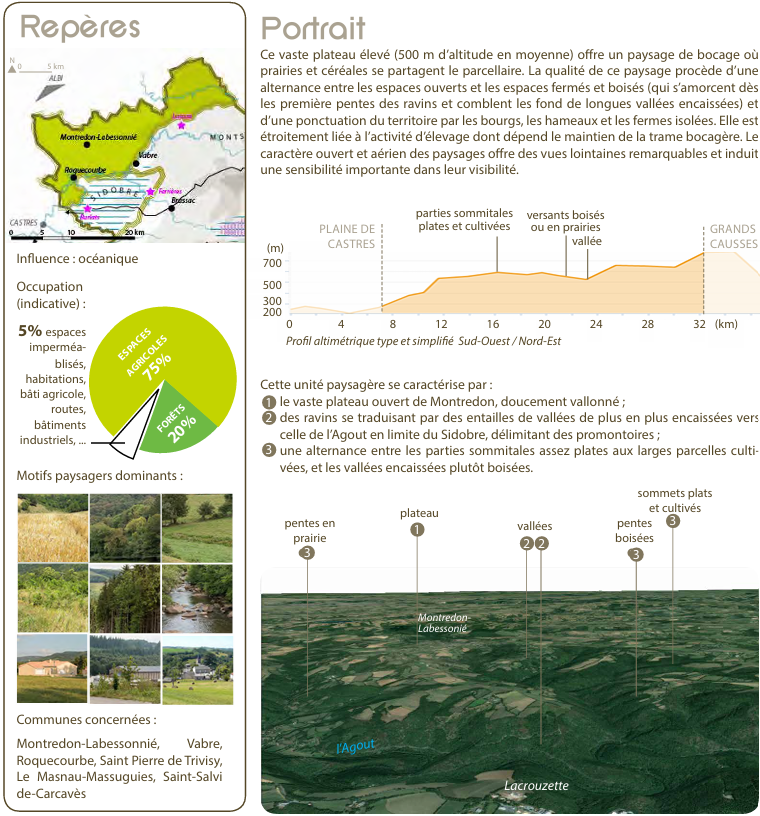 Repères
N
0 5 km
ALBI
MONTS
Montredon-Labessonnié
Vabre
Roquecourbe
SIDOBRE
Ferrières
Burlats
Brassac
CASTRES
0 5 10 20 km
Influence : océanique
Occupation
(indicative) :
5% espaces
imperméa-
blisés,
habitations,
bâti agricole,
routes,
bâtiments
industriels, ...
ESPACES
AGRICOLES
75%
FORÊTS
20%
Motifs paysagers dominants :
Communes concernées :
Montredon-Labessonnié, Vabre,
Roquecourbe, Saint Pierre de Trivisy,
Le Masnau-Massuguies, Saint-Salvi
de-Carcavès
Portrait
Ce vaste plateau élevé (500 m d'altitude en moyenne) offre un paysage de bocage où
prairies et céréales se partagent le parcellaire. La qualité de ce paysage procède d'une
alternance entre les espaces ouverts et les espaces fermés et boisés (qui s'amorcent dès
les première pentes des ravins et comblent les fond de longues vallées encaissées) et
d'une ponctuation du territoire par les bourgs, les hameaux et les fermes isolées. Elle est
étroitement liée à l'activité d'élevage dont dépend le maintien de la trame bocagère. Le
caractère ouvert et aérien des paysages offre des vues lointaines remarquables et induit
une sensibilité importante dans leur visibilité.
PLAINE DE
CASTRES
parties sommitales
plates et cultivées
versants boisés
ou en prairies
vallée
GRANDS
CAUSSES
(m)
700
500
300
200
0 4 8 12 16 20 24 28 32 (km)
Profil altimétrique type et simplifié Sud-Ouest / Nord-Est
Cette unité paysagère se caractérise par :
1 le vaste plateau ouvert de Montredon, doucement vallonné ;
2 des ravins se traduisant par des entailles de vallées de plus en plus encaissées vers
celle de l'Agout en limite du Sidobre, délimitant des promontoires ;
3 une alternance entre les parties sommitales assez plates aux larges parcelles culti-
vées, et les vallées encaissées plutôt boisées.
pentes en
prairie
3
plateau
1
vallées
2 2
pentes
boisées
3
sommets plats
et cultivés
3
Montredon-
Labessonié
l'Agout
Lacrouzette